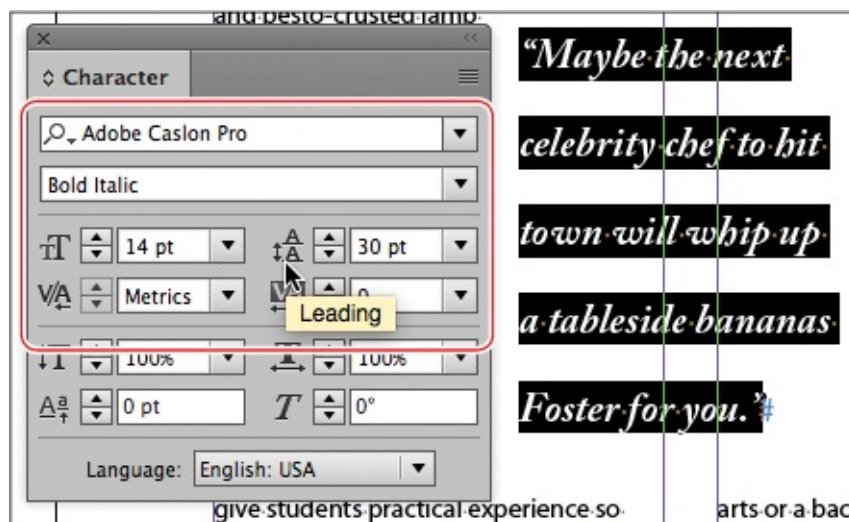 and pesto-crusted lamb
Character
Adobe Caslon Pro
Bold Italic
14 pt
30 pt
Metrics
0
Leading
100%
100%
0 pt
0°
Language: English: USA
“Maybe the next
celebrity chef to hit
town will whip up
a tableside bananas
Foster for you.”#
give students practical experience so
arts or a bac